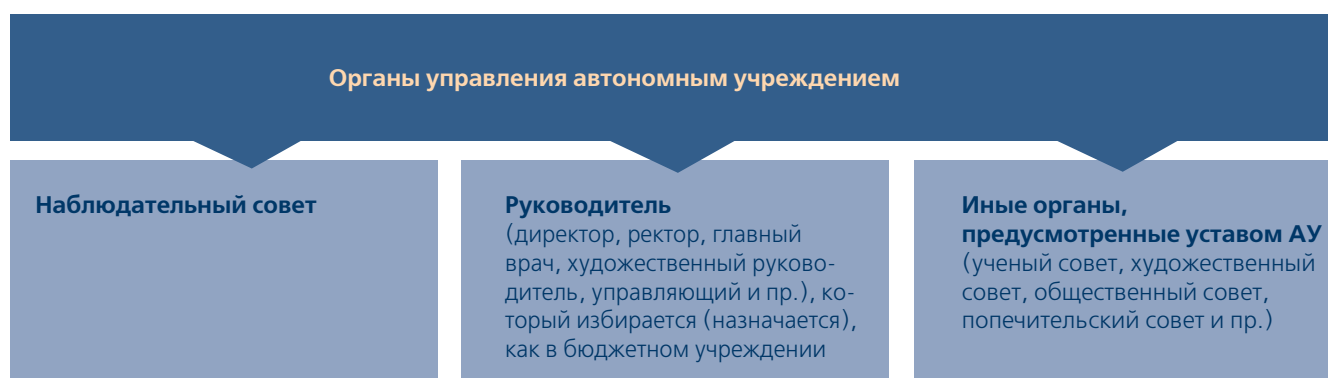 Органы управления автономным учреждением
Наблюдательный совет
Руководитель
(директор, ректор, главный
врач, художественный руково-
дитель, управляющий и пр.), ко-
торый избирается (назначается),
как в бюджетном учреждении
Иные органы,
предусмотренные уставом АУ
(ученый совет, художественный
совет, общественный совет,
попечительский совет и пр.)